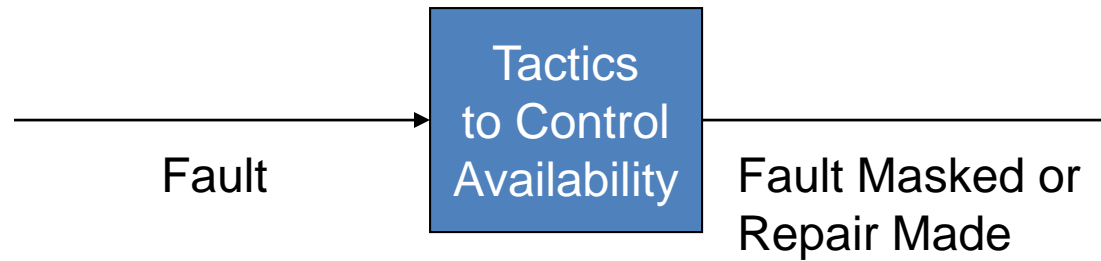 Tactics
to Control
Availability
Fault
Fault Masked or
Repair Made